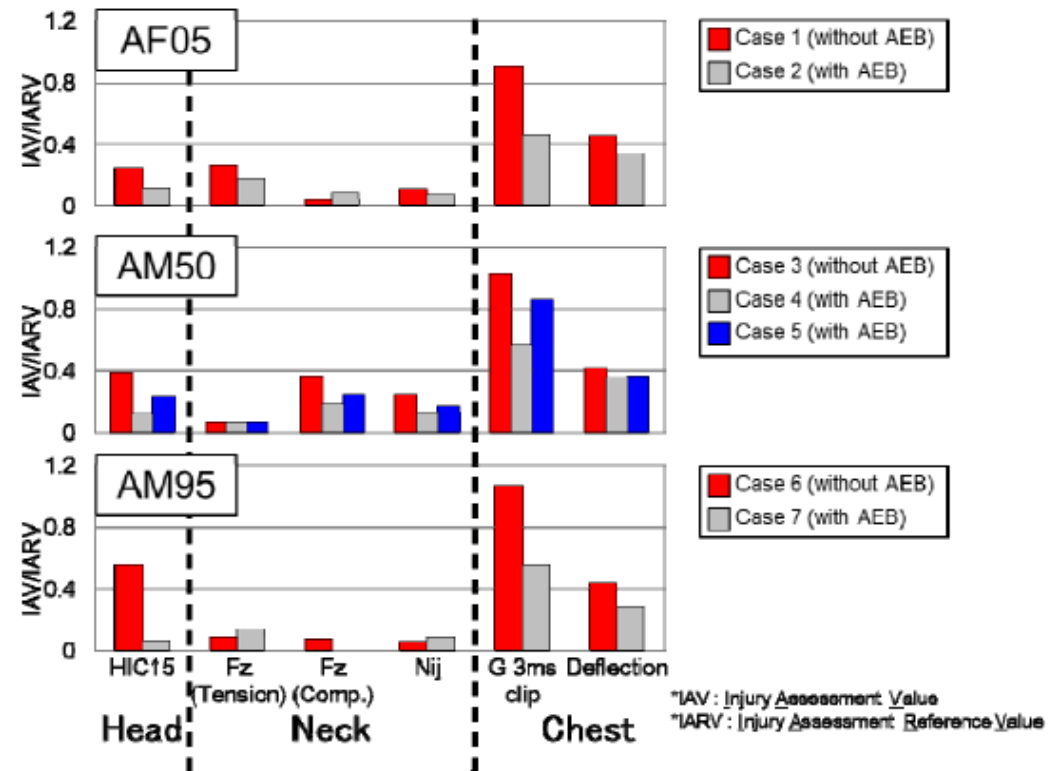 AF05
1.2
0.8
0.4
0
IAV/IARV
Case 1 (without AEB)
Case 2 (with AEB)
AM50
1.2
0.8
0.4
0
IAV/IARV
Case 3 (without AEB)
Case 4 (with AEB)
Case 5 (with AEB)
AM95
1.2
0.8
0.4
0
IAV/IARV
Case 6 (without AEB)
Case 7 (with AEB)
HIC15
Fz
(Tension)
Fz
(Comp.)
Nij
G 3ms
clip
Deflection
Head
Neck
Chest
*IAV : Injury Assessment Value
*IARV : Injury Assessment Reference Value